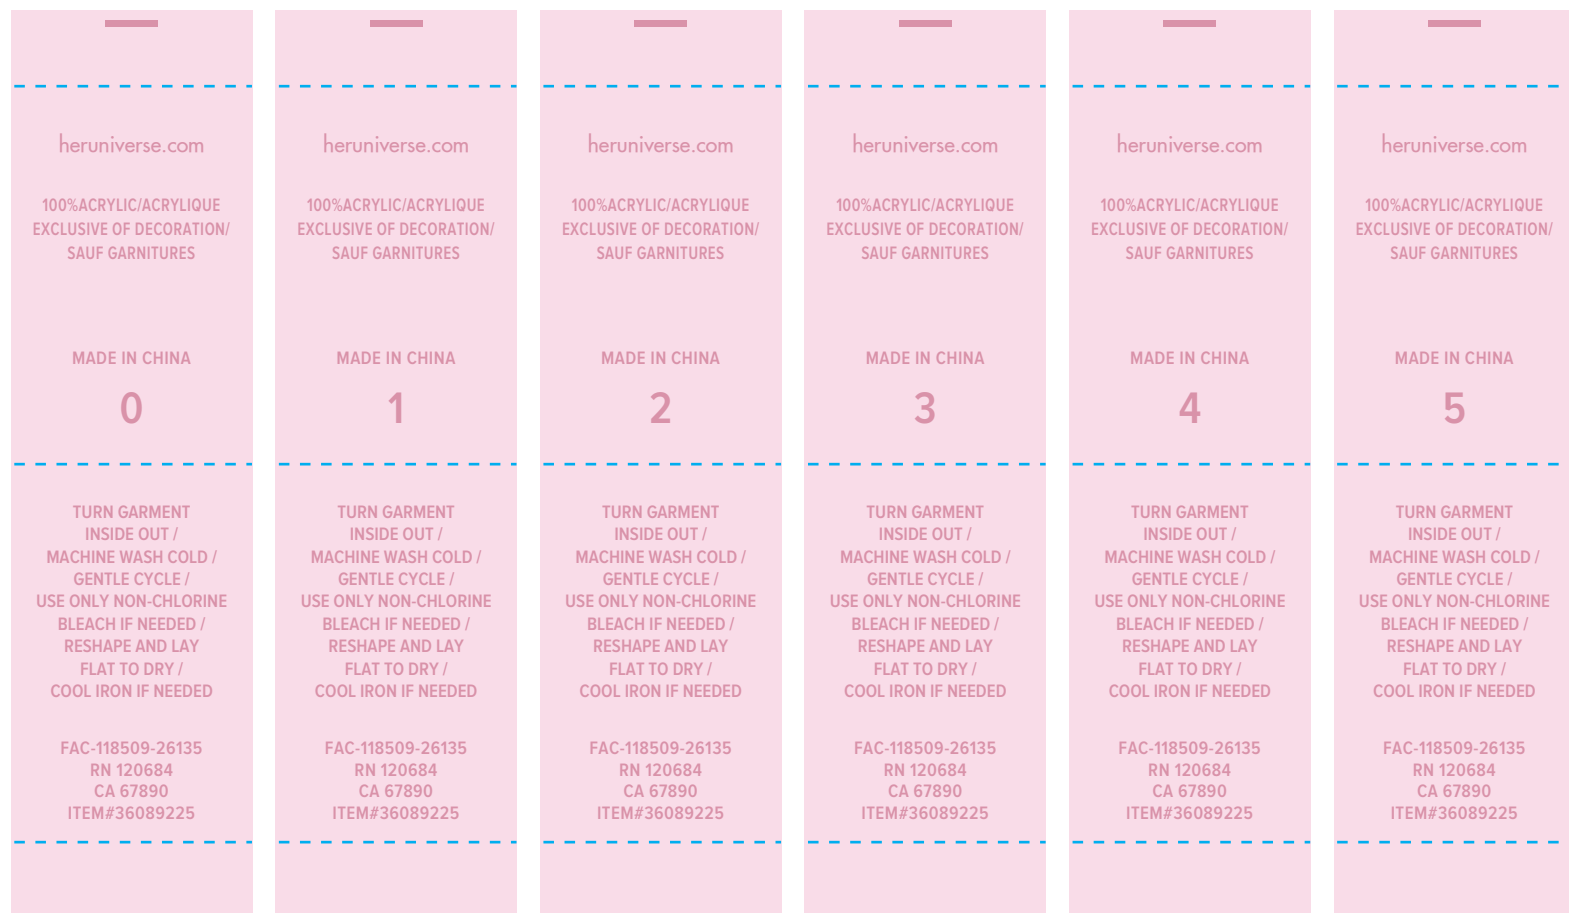 heruniverse.com
100%ACRYLIC/ACRYLIQUE
EXCLUSIVE OF DECORATION/
SAUF GARNITURES
MADE IN CHINA
0
TURN GARMENT
INSIDE OUT /
MACHINE WASH COLD /
GENTLE CYCLE /
USE ONLY NON-CHLORINE
BLEACH IF NEEDED /
RESHAPE AND LAY
FLAT TO DRY /
COOL IRON IF NEEDED
FAC-118509-26135
RN 120684
CA 67890
ITEM#36089225
heruniverse.com
100%ACRYLIC/ACRYLIQUE
EXCLUSIVE OF DECORATION/
SAUF GARNITURES
MADE IN CHINA
1
TURN GARMENT
INSIDE OUT /
MACHINE WASH COLD /
GENTLE CYCLE /
USE ONLY NON-CHLORINE
BLEACH IF NEEDED /
RESHAPE AND LAY
FLAT TO DRY /
COOL IRON IF NEEDED
FAC-118509-26135
RN 120684
CA 67890
ITEM#36089225
heruniverse.com
100%ACRYLIC/ACRYLIQUE
EXCLUSIVE OF DECORATION/
SAUF GARNITURES
MADE IN CHINA
2
TURN GARMENT
INSIDE OUT /
MACHINE WASH COLD /
GENTLE CYCLE /
USE ONLY NON-CHLORINE
BLEACH IF NEEDED /
RESHAPE AND LAY
FLAT TO DRY /
COOL IRON IF NEEDED
FAC-118509-26135
RN 120684
CA 67890
ITEM#36089225
heruniverse.com
100%ACRYLIC/ACRYLIQUE
EXCLUSIVE OF DECORATION/
SAUF GARNITURES
MADE IN CHINA
3
TURN GARMENT
INSIDE OUT /
MACHINE WASH COLD /
GENTLE CYCLE /
USE ONLY NON-CHLORINE
BLEACH IF NEEDED /
RESHAPE AND LAY
FLAT TO DRY /
COOL IRON IF NEEDED
FAC-118509-26135
RN 120684
CA 67890
ITEM#36089225
heruniverse.com
100%ACRYLIC/ACRYLIQUE
EXCLUSIVE OF DECORATION/
SAUF GARNITURES
MADE IN CHINA
4
TURN GARMENT
INSIDE OUT /
MACHINE WASH COLD /
GENTLE CYCLE /
USE ONLY NON-CHLORINE
BLEACH IF NEEDED /
RESHAPE AND LAY
FLAT TO DRY /
COOL IRON IF NEEDED
FAC-118509-26135
RN 120684
CA 67890
ITEM#36089225
heruniverse.com
100%ACRYLIC/ACRYLIQUE
EXCLUSIVE OF DECORATION/
SAUF GARNITURES
MADE IN CHINA
5
TURN GARMENT
INSIDE OUT /
MACHINE WASH COLD /
GENTLE CYCLE /
USE ONLY NON-CHLORINE
BLEACH IF NEEDED /
RESHAPE AND LAY
FLAT TO DRY /
COOL IRON IF NEEDED
FAC-118509-26135
RN 120684
CA 67890
ITEM#36089225